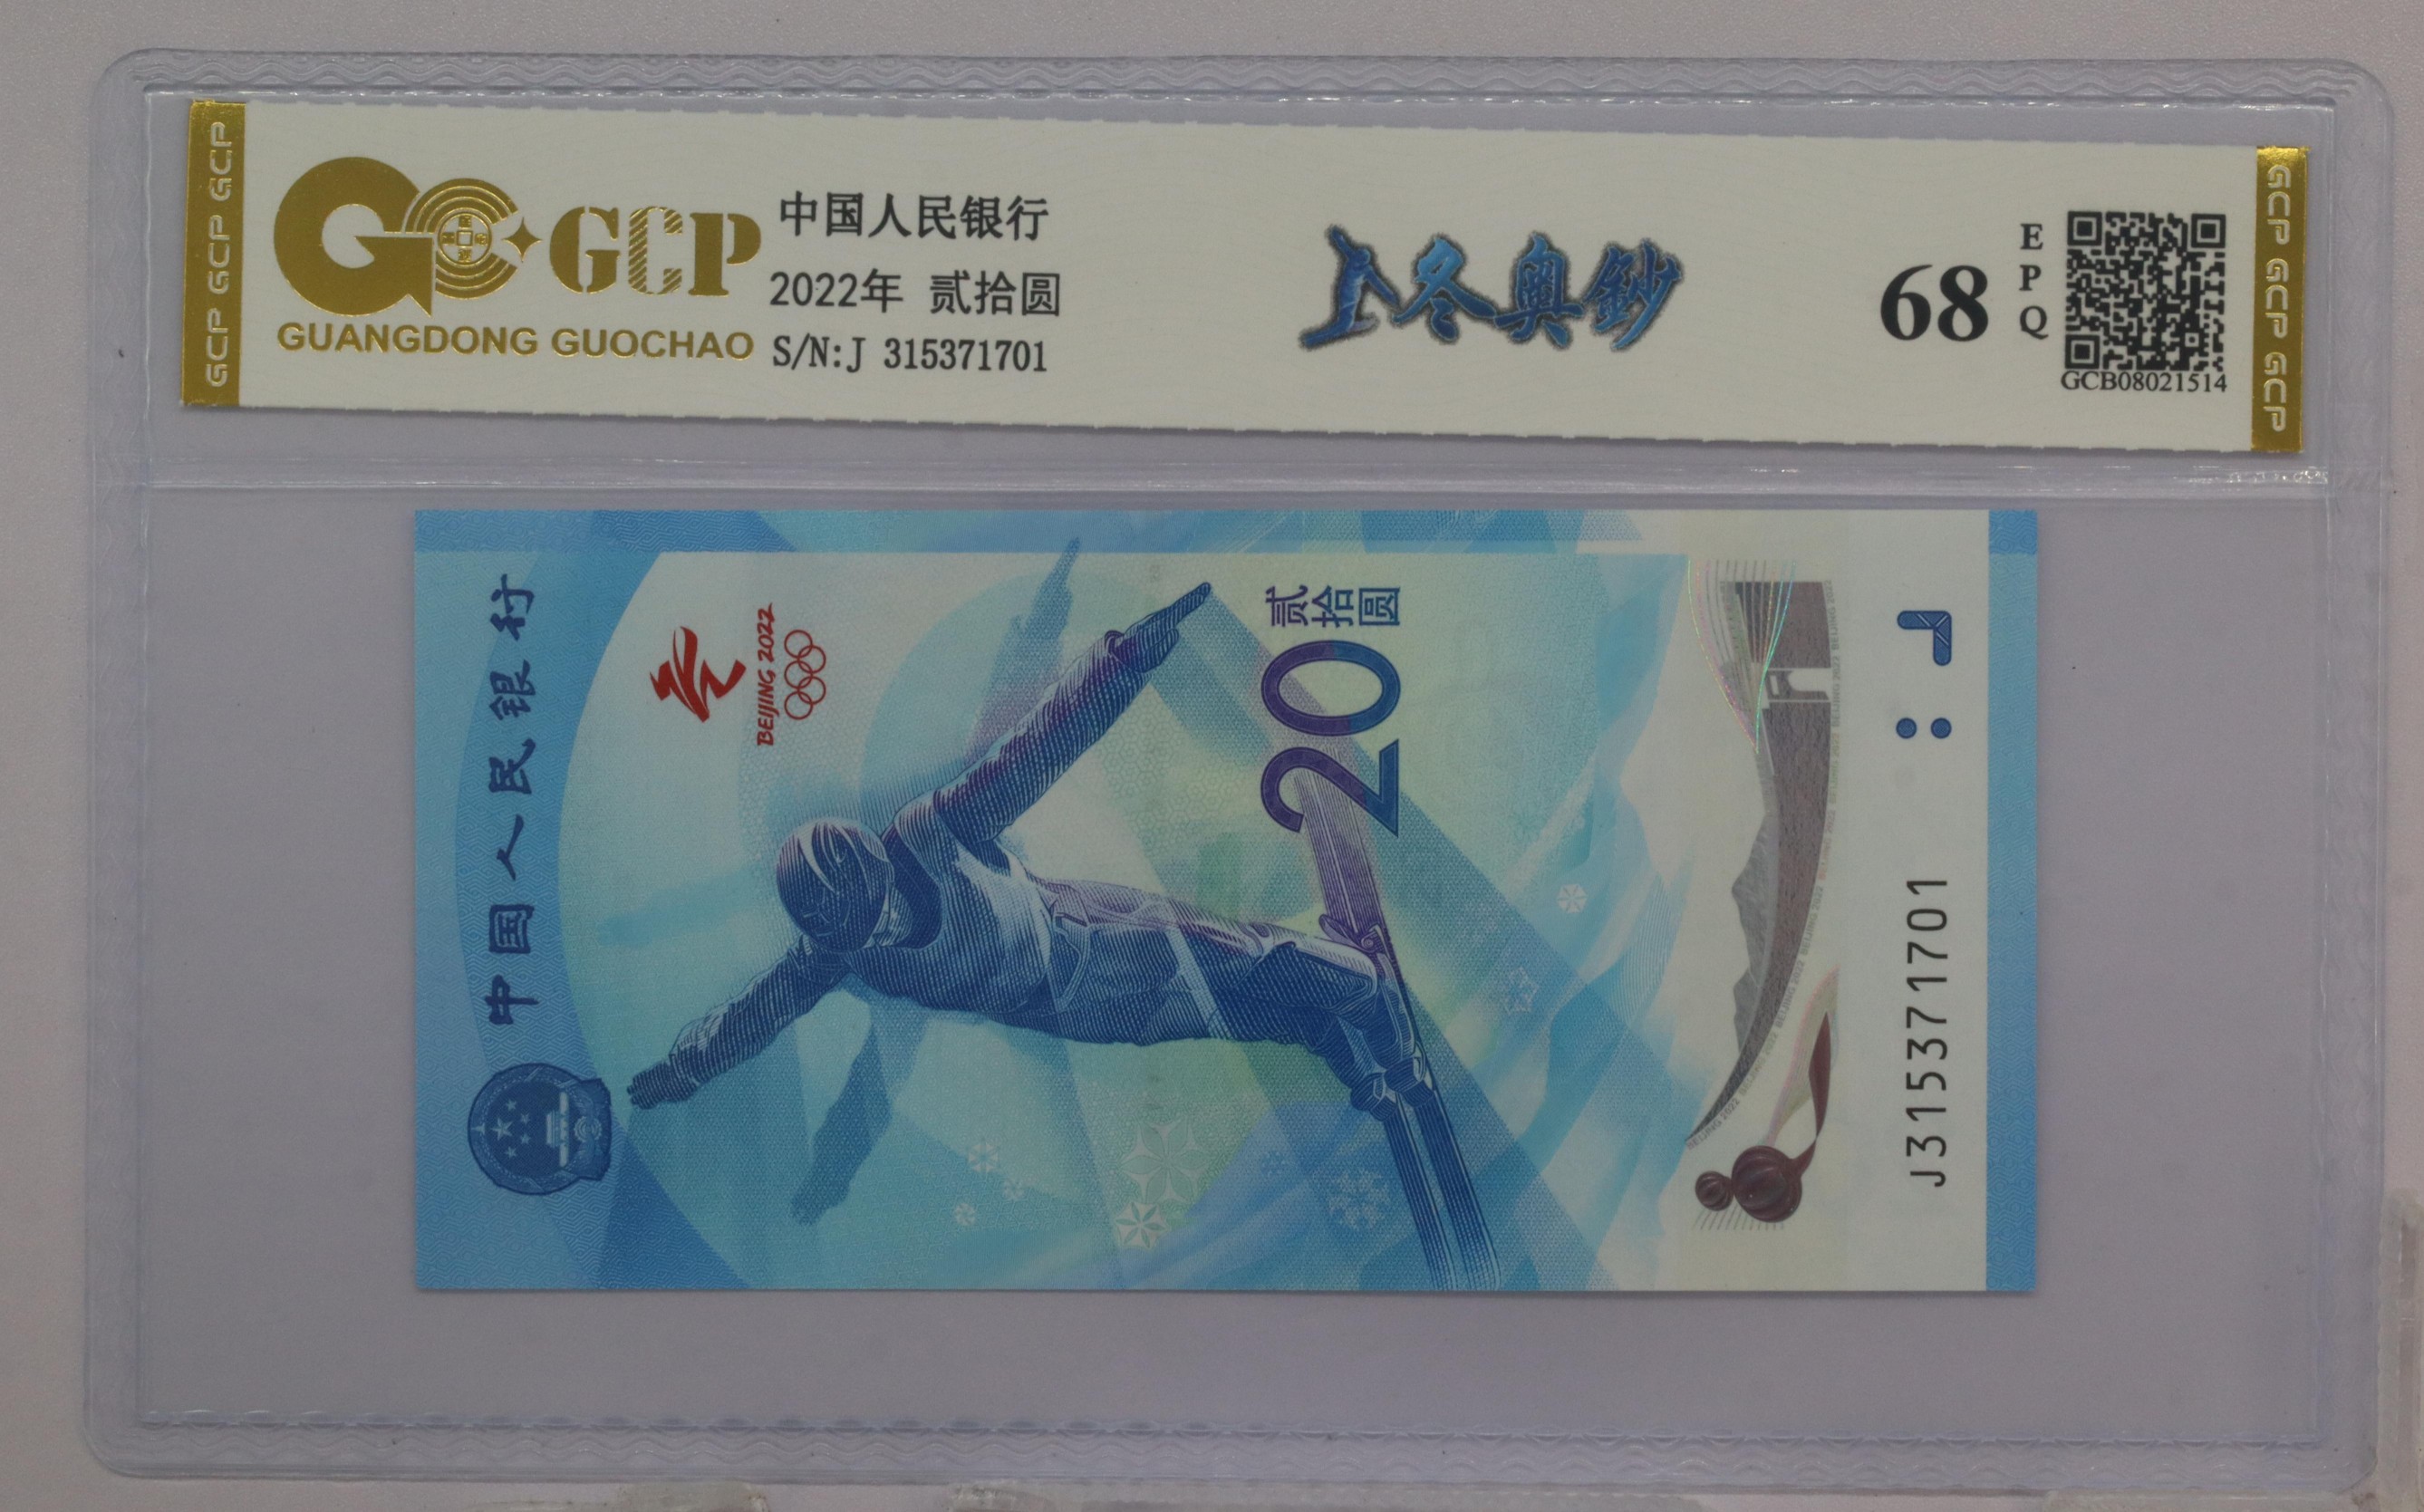 GCP GCP GCP
GCP
GUANGDONG GUOCHAO
中国人民银行
2022年 贰拾圆
S/N:J 315371701
上冬奥鈔
68
EPQ
GCB08021514
GCP GCP GCP
中国人民银行
BEIJING 2022
贰拾圆
20
J315371701